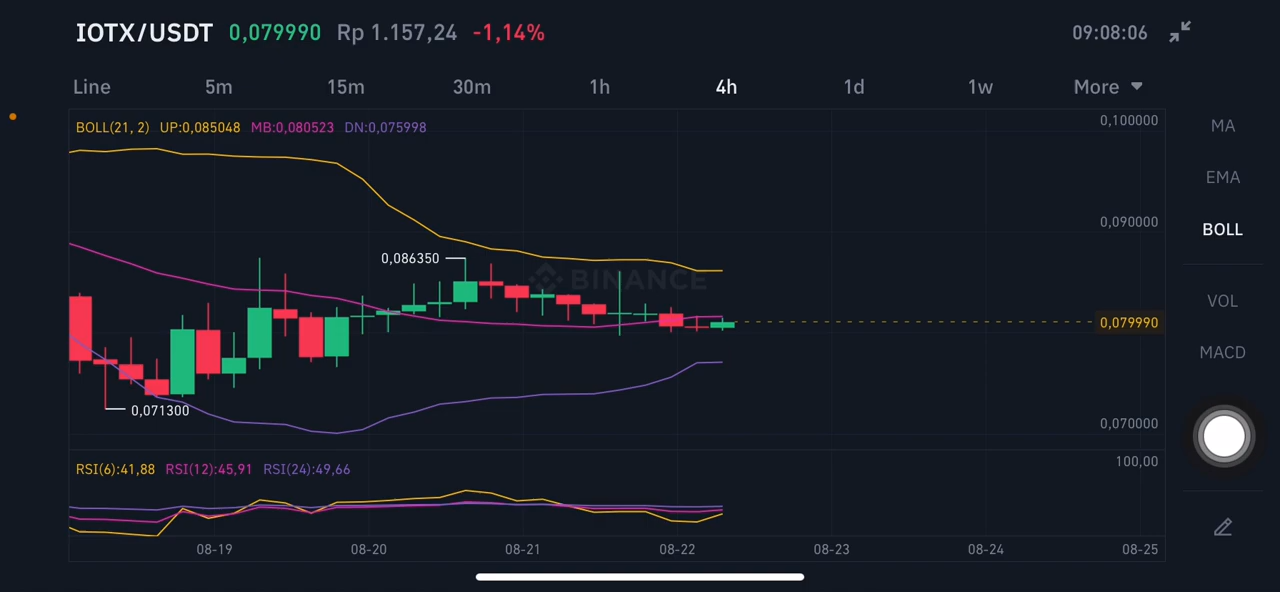 IOTX/USDT 0,079990 Rp 1.157,24 -1,14% 09:08:06
Line 5m 15m 30m 1h 4h 1d 1w More
BOLL(21, 2) UP:0,085048 MB:0,080523 DN:0,075998
0,100000
MA
EMA
0,090000
BOLL
0,086350
BINANCE
VOL
0,079990
MACD
0,071300
0,070000
RSI(6):41,88 RSI(12):45,91 RSI(24):49,66
100,00
08-19 08-20 08-21 08-22 08-23 08-24 08-25